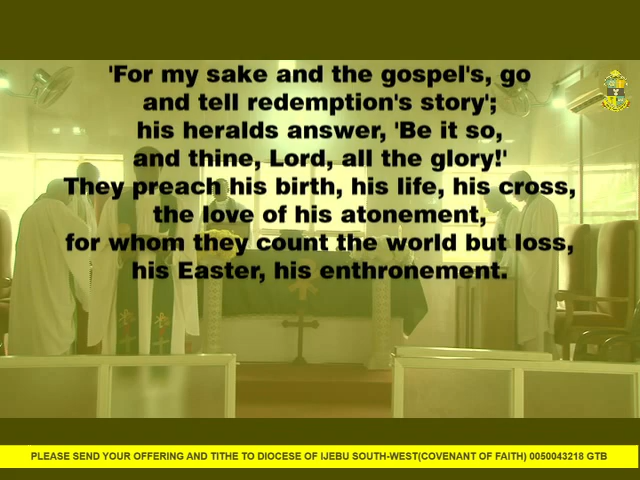 'For my sake and the gospel's, go
and tell redemption's story';
his heralds answer, 'Be it so,
and thine, Lord, all the glory!'
They preach his birth, his life, his cross,
the love of his atonement,
for whom they count the world but loss,
his Easter, his enthronement.
PLEASE SEND YOUR OFFERING AND TITHE TO DIOCESE OF IJEBU SOUTH-WEST(COVENANT OF FAITH) 0050043218 GTB